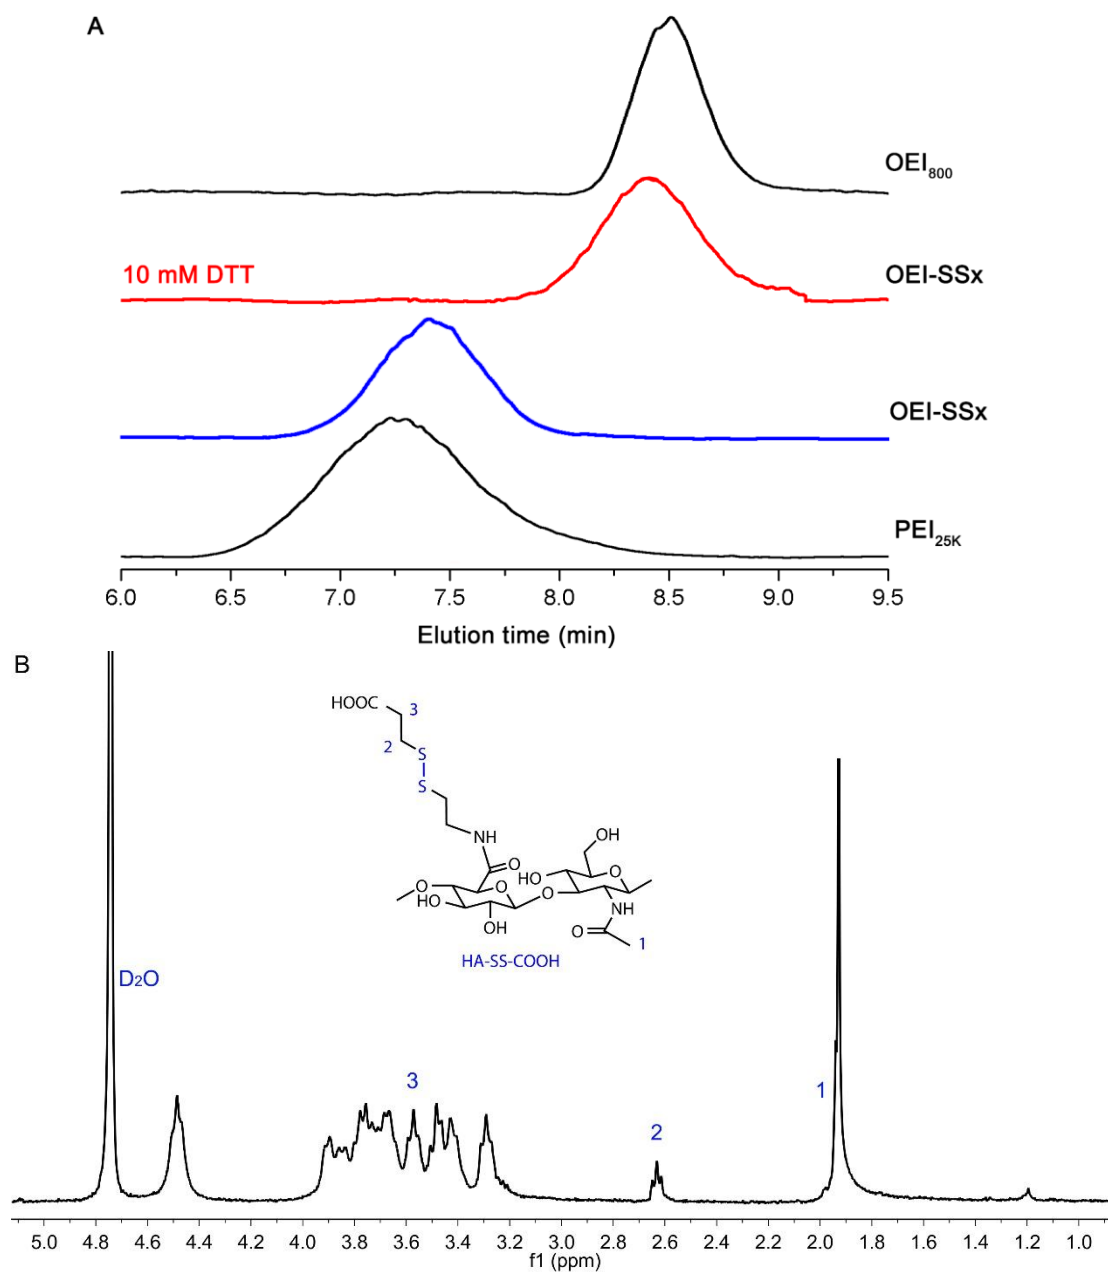 A
OEI800
10 mM DTT
OEI-SSx
OEI-SSx
PEI25K
6.0 6.5 7.0 7.5 8.0 8.5 9.0 9.5
Elution time (min)
B
HOOC
3
2
S
S
NH
O
OH
O
O
HO
O
O
HO
O
NH
OH
O
1
HA-SS-COOH
D2O
3
1
2
5.0 4.8 4.6 4.4 4.2 4.0 3.8 3.6 3.4 3.2 3.0 2.8 2.6 2.4 2.2 2.0 1.8 1.6 1.4 1.2 1.0
f1 (ppm)